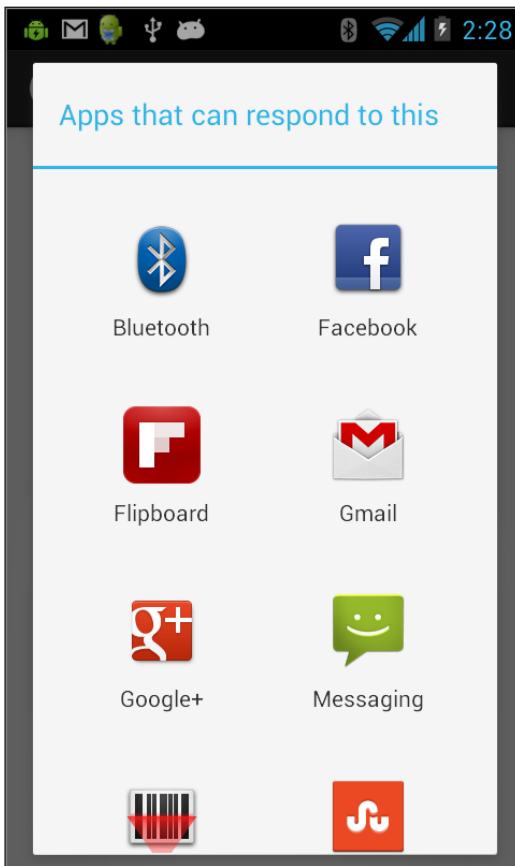 2:28
Apps that can respond to this
Bluetooth
Facebook
Flipboard
Gmail
Google+
Messaging